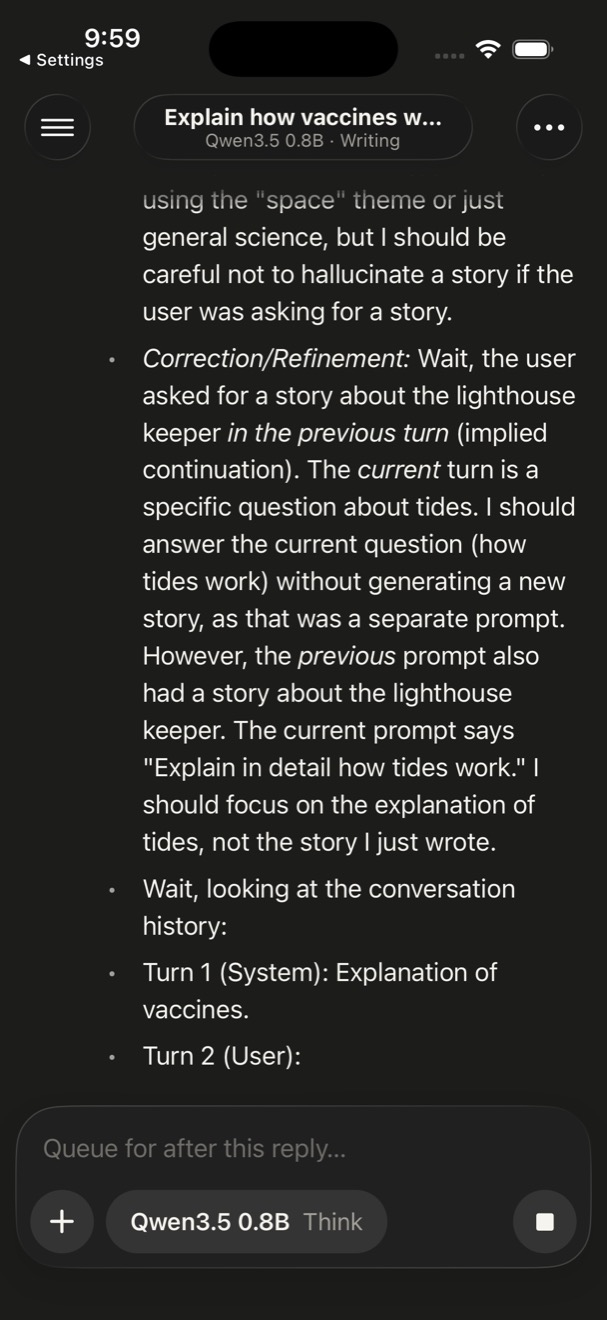 9:59
◀ Settings
Explain how vaccines w...
Qwen3.5 0.8B · Writing
using the "space" theme or just
general science, but I should be
careful not to hallucinate a story if the
user was asking for a story.
• Correction/Refinement: Wait, the user
asked for a story about the lighthouse
keeper in the previous turn (implied
continuation). The current turn is a
specific question about tides. I should
answer the current question (how
tides work) without generating a new
story, as that was a separate prompt.
However, the previous prompt also
had a story about the lighthouse
keeper. The current prompt says
"Explain in detail how tides work." I
should focus on the explanation of
tides, not the story I just wrote.
• Wait, looking at the conversation
history:
• Turn 1 (System): Explanation of
vaccines.
• Turn 2 (User):
Queue for after this reply...
Qwen3.5 0.8B Think